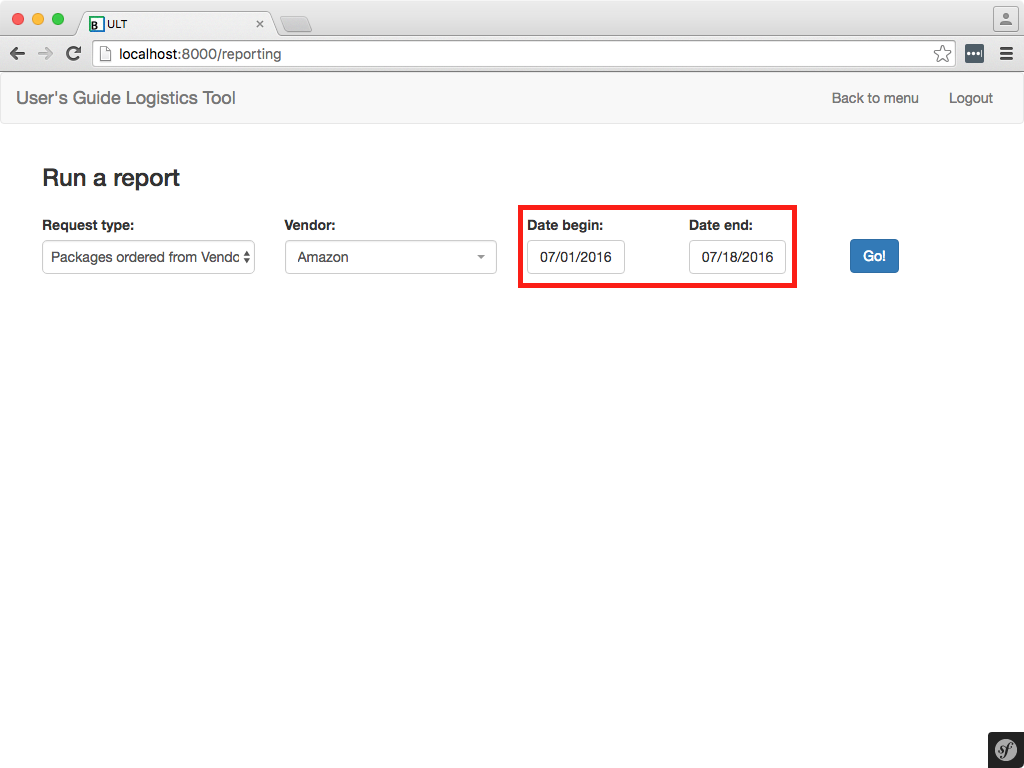 B ULT
localhost:8000/reporting
User's Guide Logistics Tool
Back to menu
Logout
Run a report
Request type:
Vendor:
Date begin:
Date end:
Packages ordered from Vendo
Amazon
07/01/2016
07/18/2016
Go!
sf